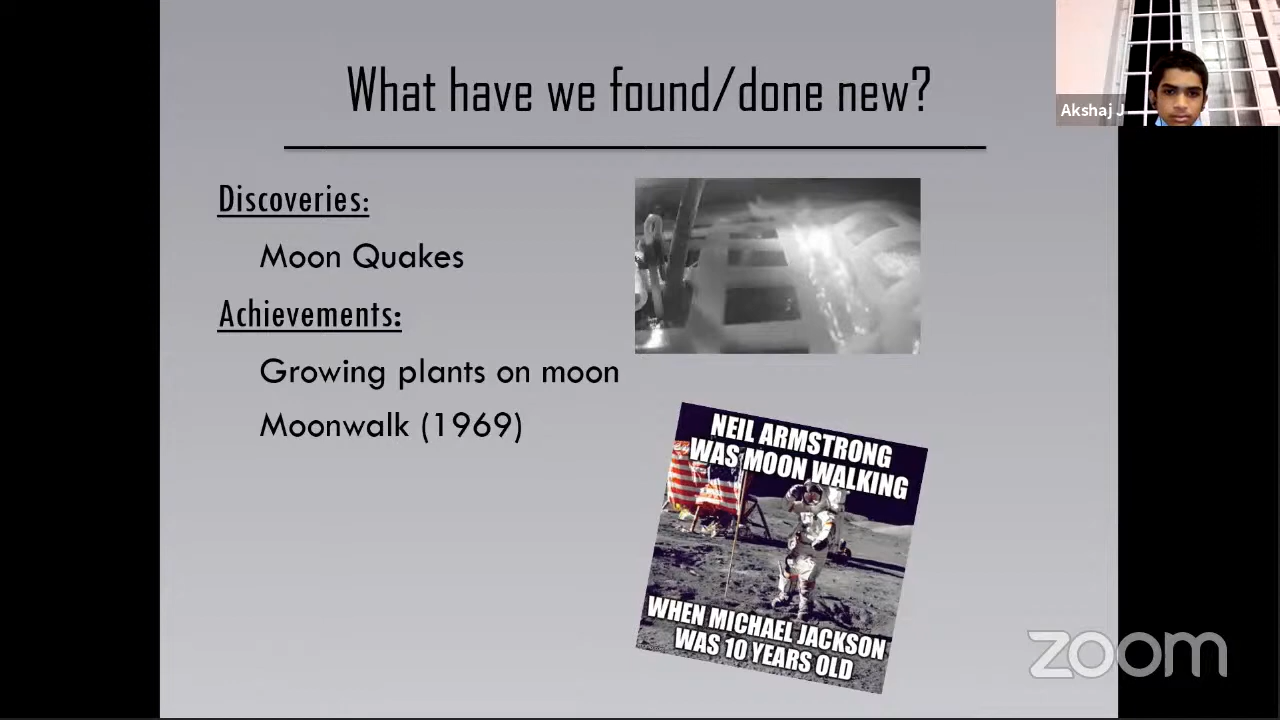 What have we found/done new?
Akshaj J
Discoveries:
Moon Quakes
Achievements:
Growing plants on moon
Moonwalk (1969)
NEIL ARMSTRONG
WAS MOON WALKING
WHEN MICHAEL JACKSON
WAS 10 YEARS OLD
zoom